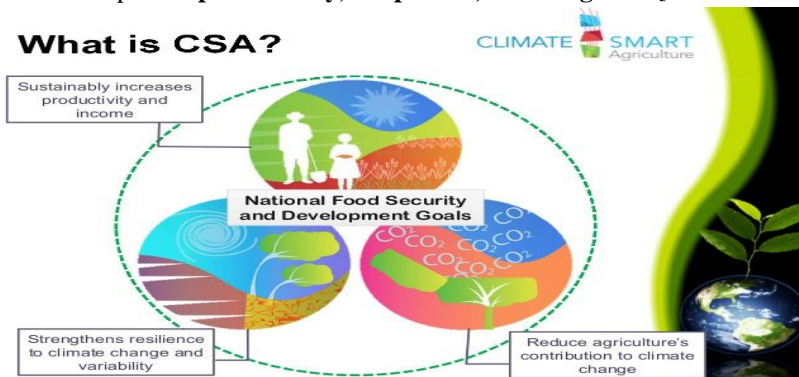 What is CSA?
CLIMATE SMART
Agriculture
Sustainably increases
productivity and
income
National Food Security
and Development Goals
CO2 CO2 CO2
CO2 CO2 CO2
CO2 CO2 CO2
Strengthens resilience
to climate change and
variability
Reduce agriculture's
contribution to climate
change